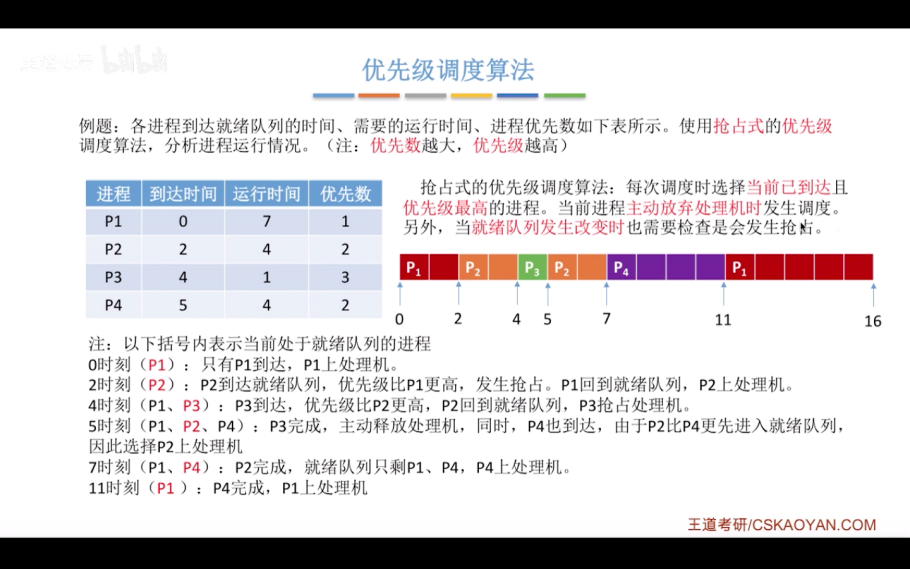 优先级调度算法
例题：各进程到达就绪队列的时间、需要的运行时间、进程优先数如下表所示。使用抢占式的优先级
调度算法，分析进程运行情况。（注：优先数越大，优先级越高）
进程 到达时间 运行时间 优先数
P1 0 7 1
P2 2 4 2
P3 4 1 3
P4 5 4 2
抢占式的优先级调度算法：每次调度时选择当前已到达且
优先级最高的进程。当前进程主动放弃处理机时发生调度。
另外，当就绪队列发生改变时也需要检查是会发生抢占。
P1 P2 P3 P2 P4 P1
0 2 4 5 7 11 16
注：以下括号内表示当前处于就绪队列的进程
0时刻（P1）：只有P1到达，P1上处理机。
2时刻（P2）：P2到达就绪队列，优先级比P1更高，发生抢占。P1回到就绪队列，P2上处理机。
4时刻（P1、P3）：P3到达，优先级比P2更高，P2回到就绪队列，P3抢占处理机。
5时刻（P1、P2、P4）：P3完成，主动释放处理机，同时，P4也到达，由于P2比P4更先进入就绪队列，
因此选择P2上处理机
7时刻（P1、P4）：P2完成，就绪队列只剩P1、P4，P4上处理机。
11时刻（P1 ）：P4完成，P1上处理机
王道考研/CSKAOYAN.COM